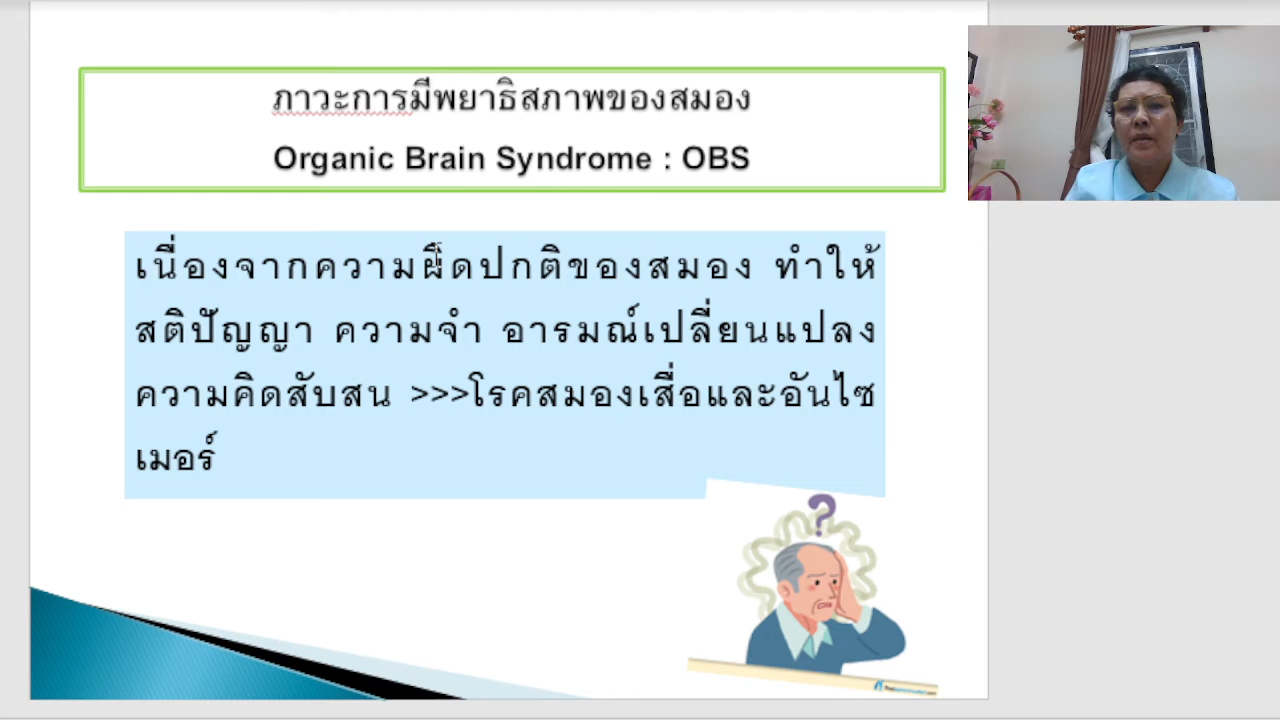 ภาวะการมีพยาธิสภาพของสมอง
Organic Brain Syndrome : OBS
เนื่องจากความผิดปกติของสมอง ทำให้
สติปัญญา ความจำ อารมณ์เปลี่ยนแปลง
ความคิดสับสน >>>โรคสมองเสื่อและอันไซ
เมอร์
?